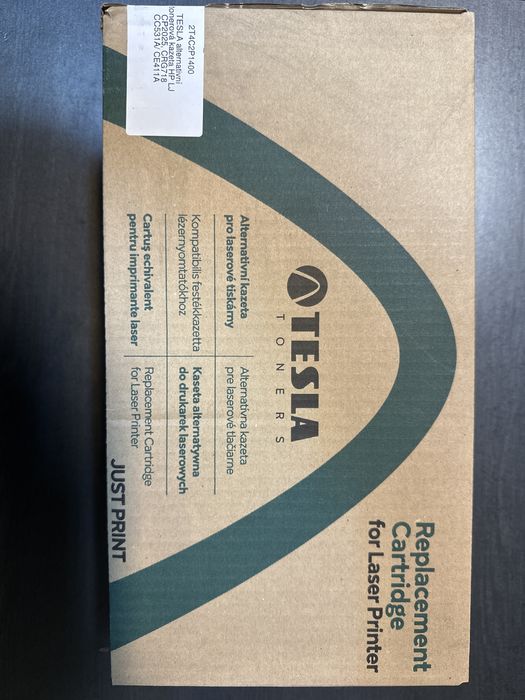 2T4C2P1400
TESLA alternativní
tonerová kazeta HP LJ
CP2025, CRG718
CC531A/ CE411A
TESLA
TONERS
Alternativní kazeta
pro laserové tiskárny
Kompatibilis festékkazetta
lézernyomtatókhoz
Cartuş echivalent
pentru imprimante laser
Alternatívna kazeta
pre laserové tlačiarne
Kaseta alternatywna
do drukarek laserowych
Replacement Cartridge
for Laser Printer
JUST PRINT
Replacement
Cartridge
for Laser Printer